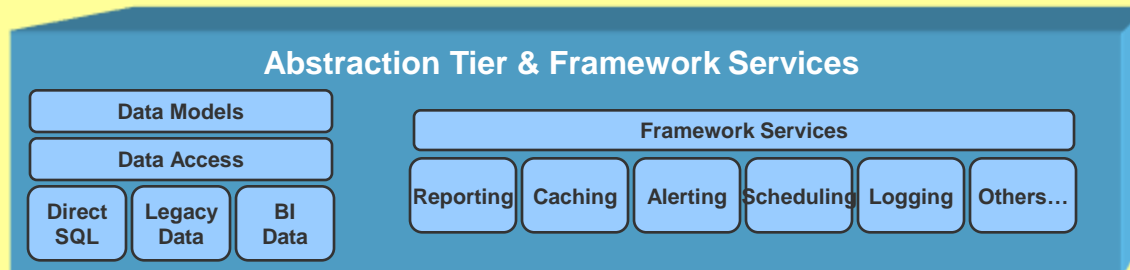 Abstraction Tier & Framework Services
Data Models
Data Access
Direct
SQL
Legacy
Data
BI
Data
Framework Services
Reporting
Caching
Alerting
Scheduling
Logging
Others…